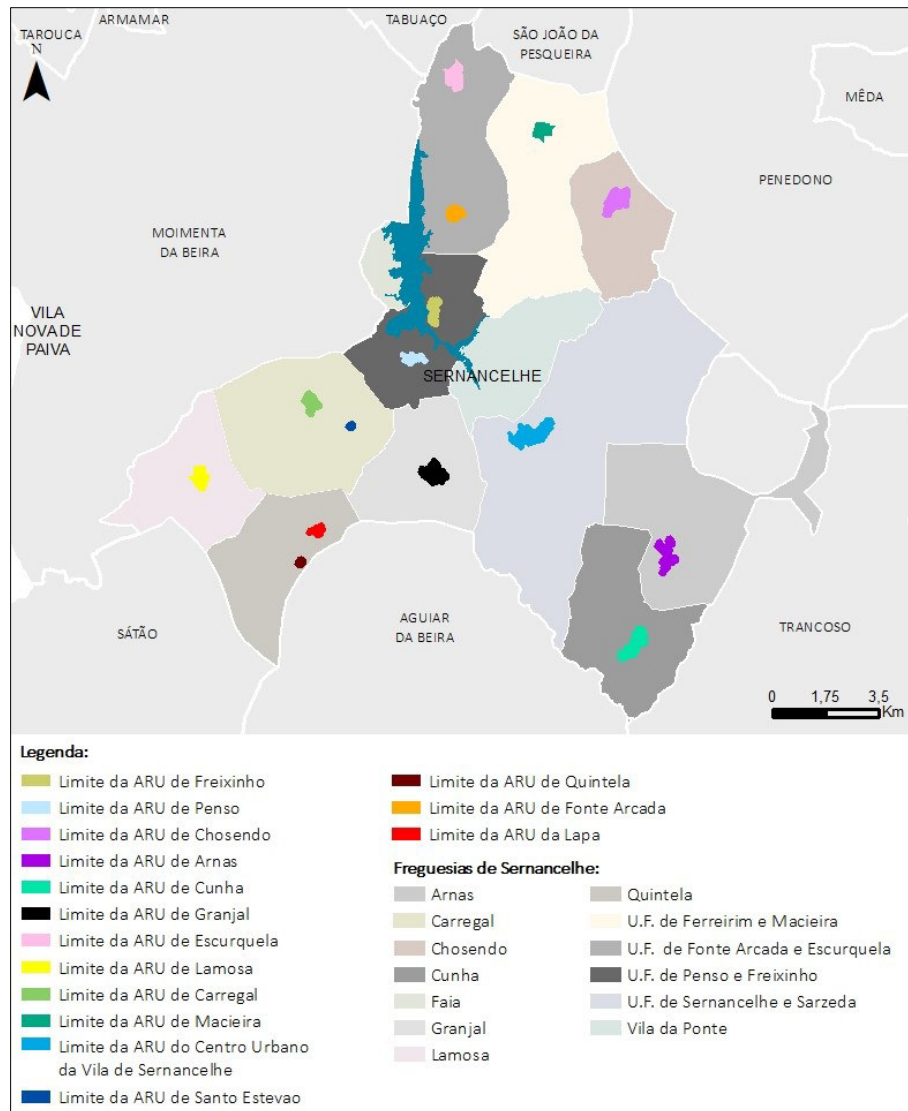 ARMAMAR
TABUAÇO
TAROUCA
SÃO JOÃO DA
PESQUEIRA
N
MÊDA
PENEDONO
MOIMENTA
DA BEIRA
VILA
NOVA DE
PAIVA
SERNANCELHE
AGUIAR
DA BEIRA
SÁTÃO
TRANCOSO
0 1,75 3,5
Km
Legenda:
Limite da ARU de Freixinho
Limite da ARU de Penso
Limite da ARU de Chosendo
Limite da ARU de Arnas
Limite da ARU de Cunha
Limite da ARU de Granjal
Limite da ARU de Escurquela
Limite da ARU de Lamosa
Limite da ARU de Carregal
Limite da ARU de Macieira
Limite da ARU do Centro Urbano
da Vila de Sernancelhe
Limite da ARU de Santo Estevao
Limite da ARU de Quintela
Limite da ARU de Fonte Arcada
Limite da ARU da Lapa
Freguesias de Sernancelhe:
Arnas
Carregal
Chosendo
Cunha
Faia
Granjal
Lamosa
Quintela
U.F. de Ferreirim e Macieira
U.F. de Fonte Arcada e Escurquela
U.F. de Penso e Freixinho
U.F. de Sernancelhe e Sarzeda
Vila da Ponte